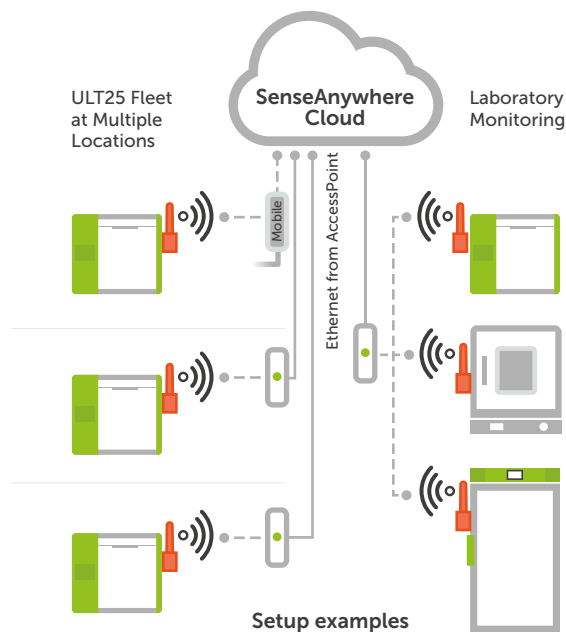 ULT25 Fleet
at Multiple
Locations
SenseAnywhere
Cloud
Laboratory
Monitoring
Mobile
Ethernet from AccessPoint
Setup examples